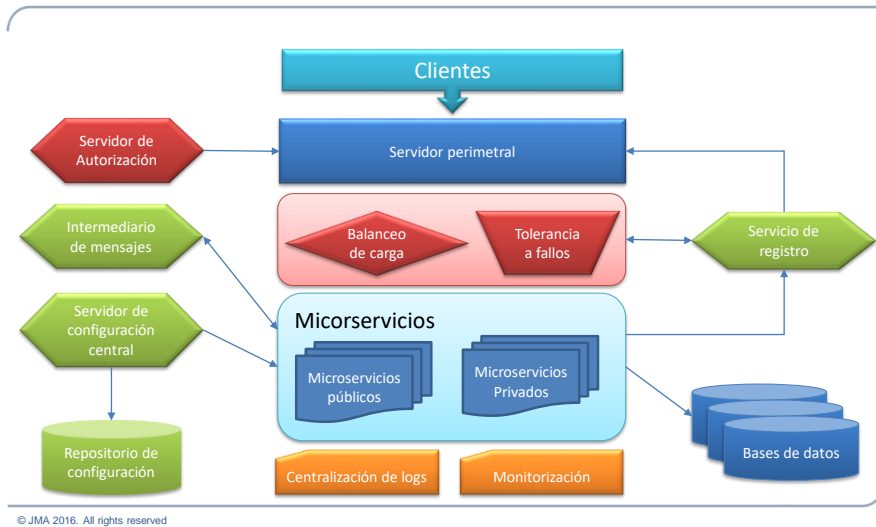 Clientes
Servidor de
Autorización
Servidor perimetral
Intermediario
de mensajes
Balanceo
de carga
Tolerancia
a fallos
Servicio de
registro
Servidor de
configuración
central
Micorservicios
Microservicios
públicos
Microservicios
Privados
Repositorio de
configuración
Bases de datos
Centralización de logs
Monitorización
© JMA 2016. All rights reserved